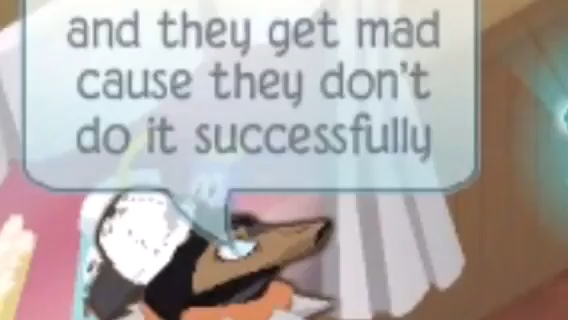 and they get mad
cause they don't
do it successfully